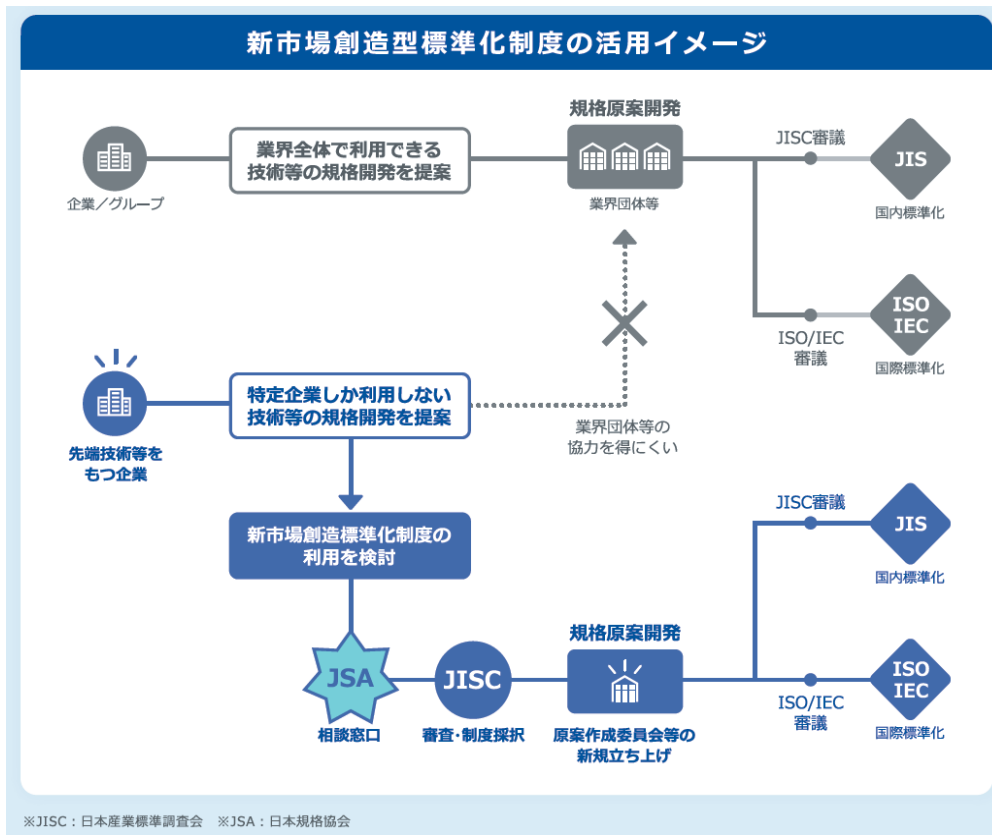 新市場創造型標準化制度の活用イメージ
企業／グループ
業界全体で利用できる
技術等の規格開発を提案
規格原案開発
業界団体等
JISC審議
JIS
国内標準化
ISO/IEC
審議
ISO
IEC
国際標準化
先端技術等を
もつ企業
特定企業しか利用しない
技術等の規格開発を提案
業界団体等の
協力を得にくい
新市場創造標準化制度の
利用を検討
JSA
相談窓口
JISC
審査・制度採択
規格原案開発
原案作成委員会等の
新規立ち上げ
JISC審議
JIS
国内標準化
ISO/IEC
審議
ISO
IEC
国際標準化
※JISC：日本産業標準調査会　※JSA：日本規格協会